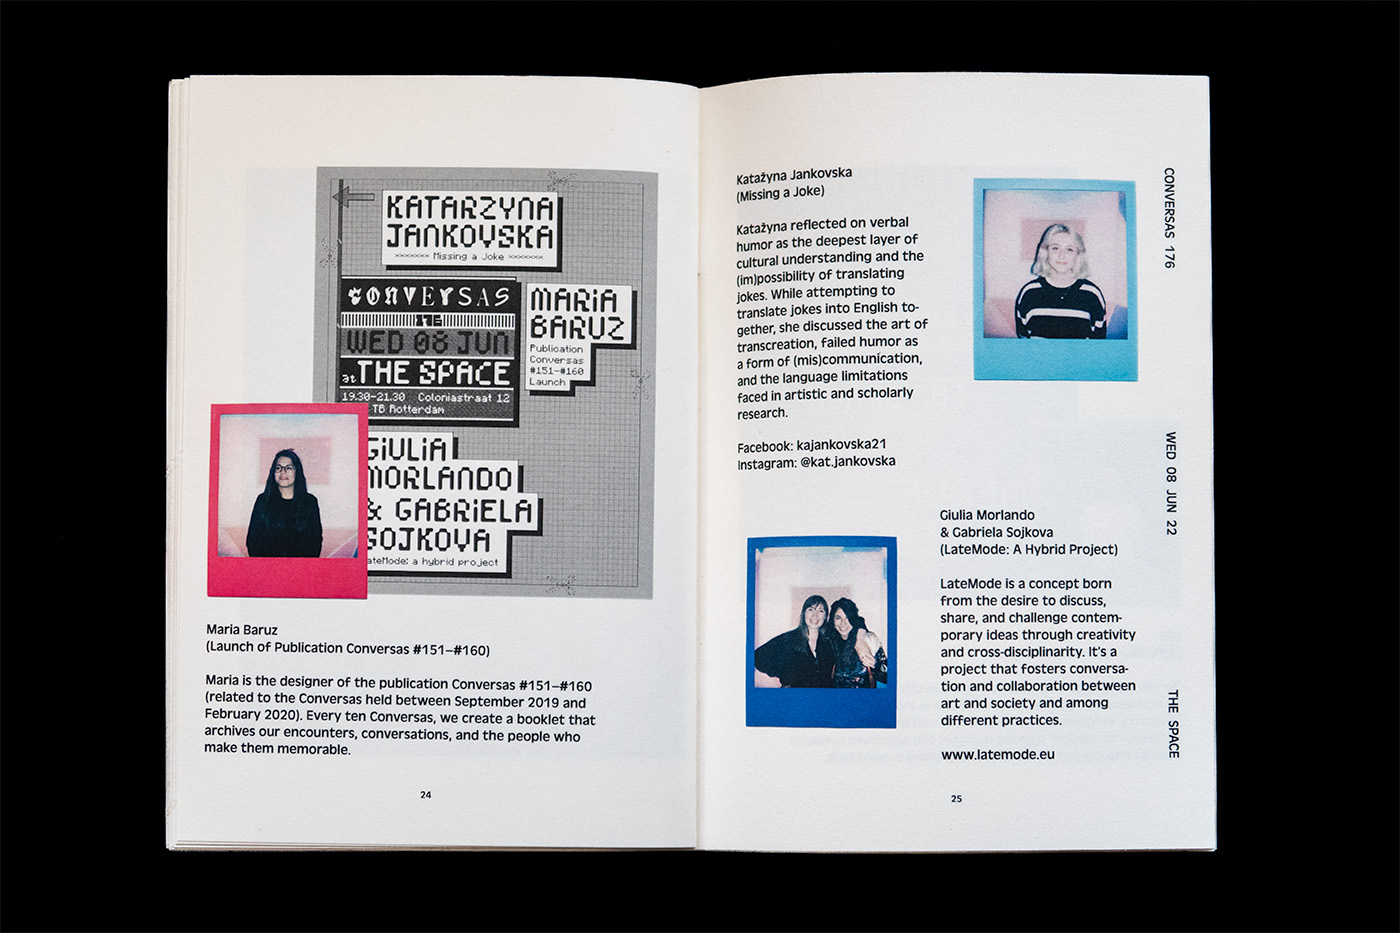 KATARZYNA
JANKOVSKA
×××××××× Missing a Joke ××××××××
CONVERSAS
176
WED 08 JUN
at THE SPACE
19.30–21.30 Coloniastraat 12
TB Rotterdam
MARIA
BARUZ
Publication
Conversas
#151–#160
Launch
GIULIA
MORLANDO
& GABRIELA
SOJKOVA
LateMode: a hybrid project
Maria Baruz
(Launch of Publication Conversas #151–#160)
Maria is the designer of the publication Conversas #151–#160
(related to the Conversas held between September 2019 and
February 2020). Every ten Conversas, we create a booklet that
archives our encounters, conversations, and the people who
make them memorable.
24
Katažyna Jankovska
(Missing a Joke)
Katažyna reflected on verbal
humor as the deepest layer of
cultural understanding and the
(im)possibility of translating
jokes. While attempting to
translate jokes into English to-
gether, she discussed the art of
transcreation, failed humor as
a form of (mis)communication,
and the language limitations
faced in artistic and scholarly
research.
Facebook: kajankovska21
Instagram: @kat.jankovska
Giulia Morlando
& Gabriela Sojkova
(LateMode: A Hybrid Project)
LateMode is a concept born
from the desire to discuss,
share, and challenge contem-
porary ideas through creativity
and cross-disciplinarity. It's a
project that fosters conversa-
tion and collaboration between
art and society and among
different practices.
www.latemode.eu
25
CONVERSAS 176
WED 08 JUN 22
THE SPACE